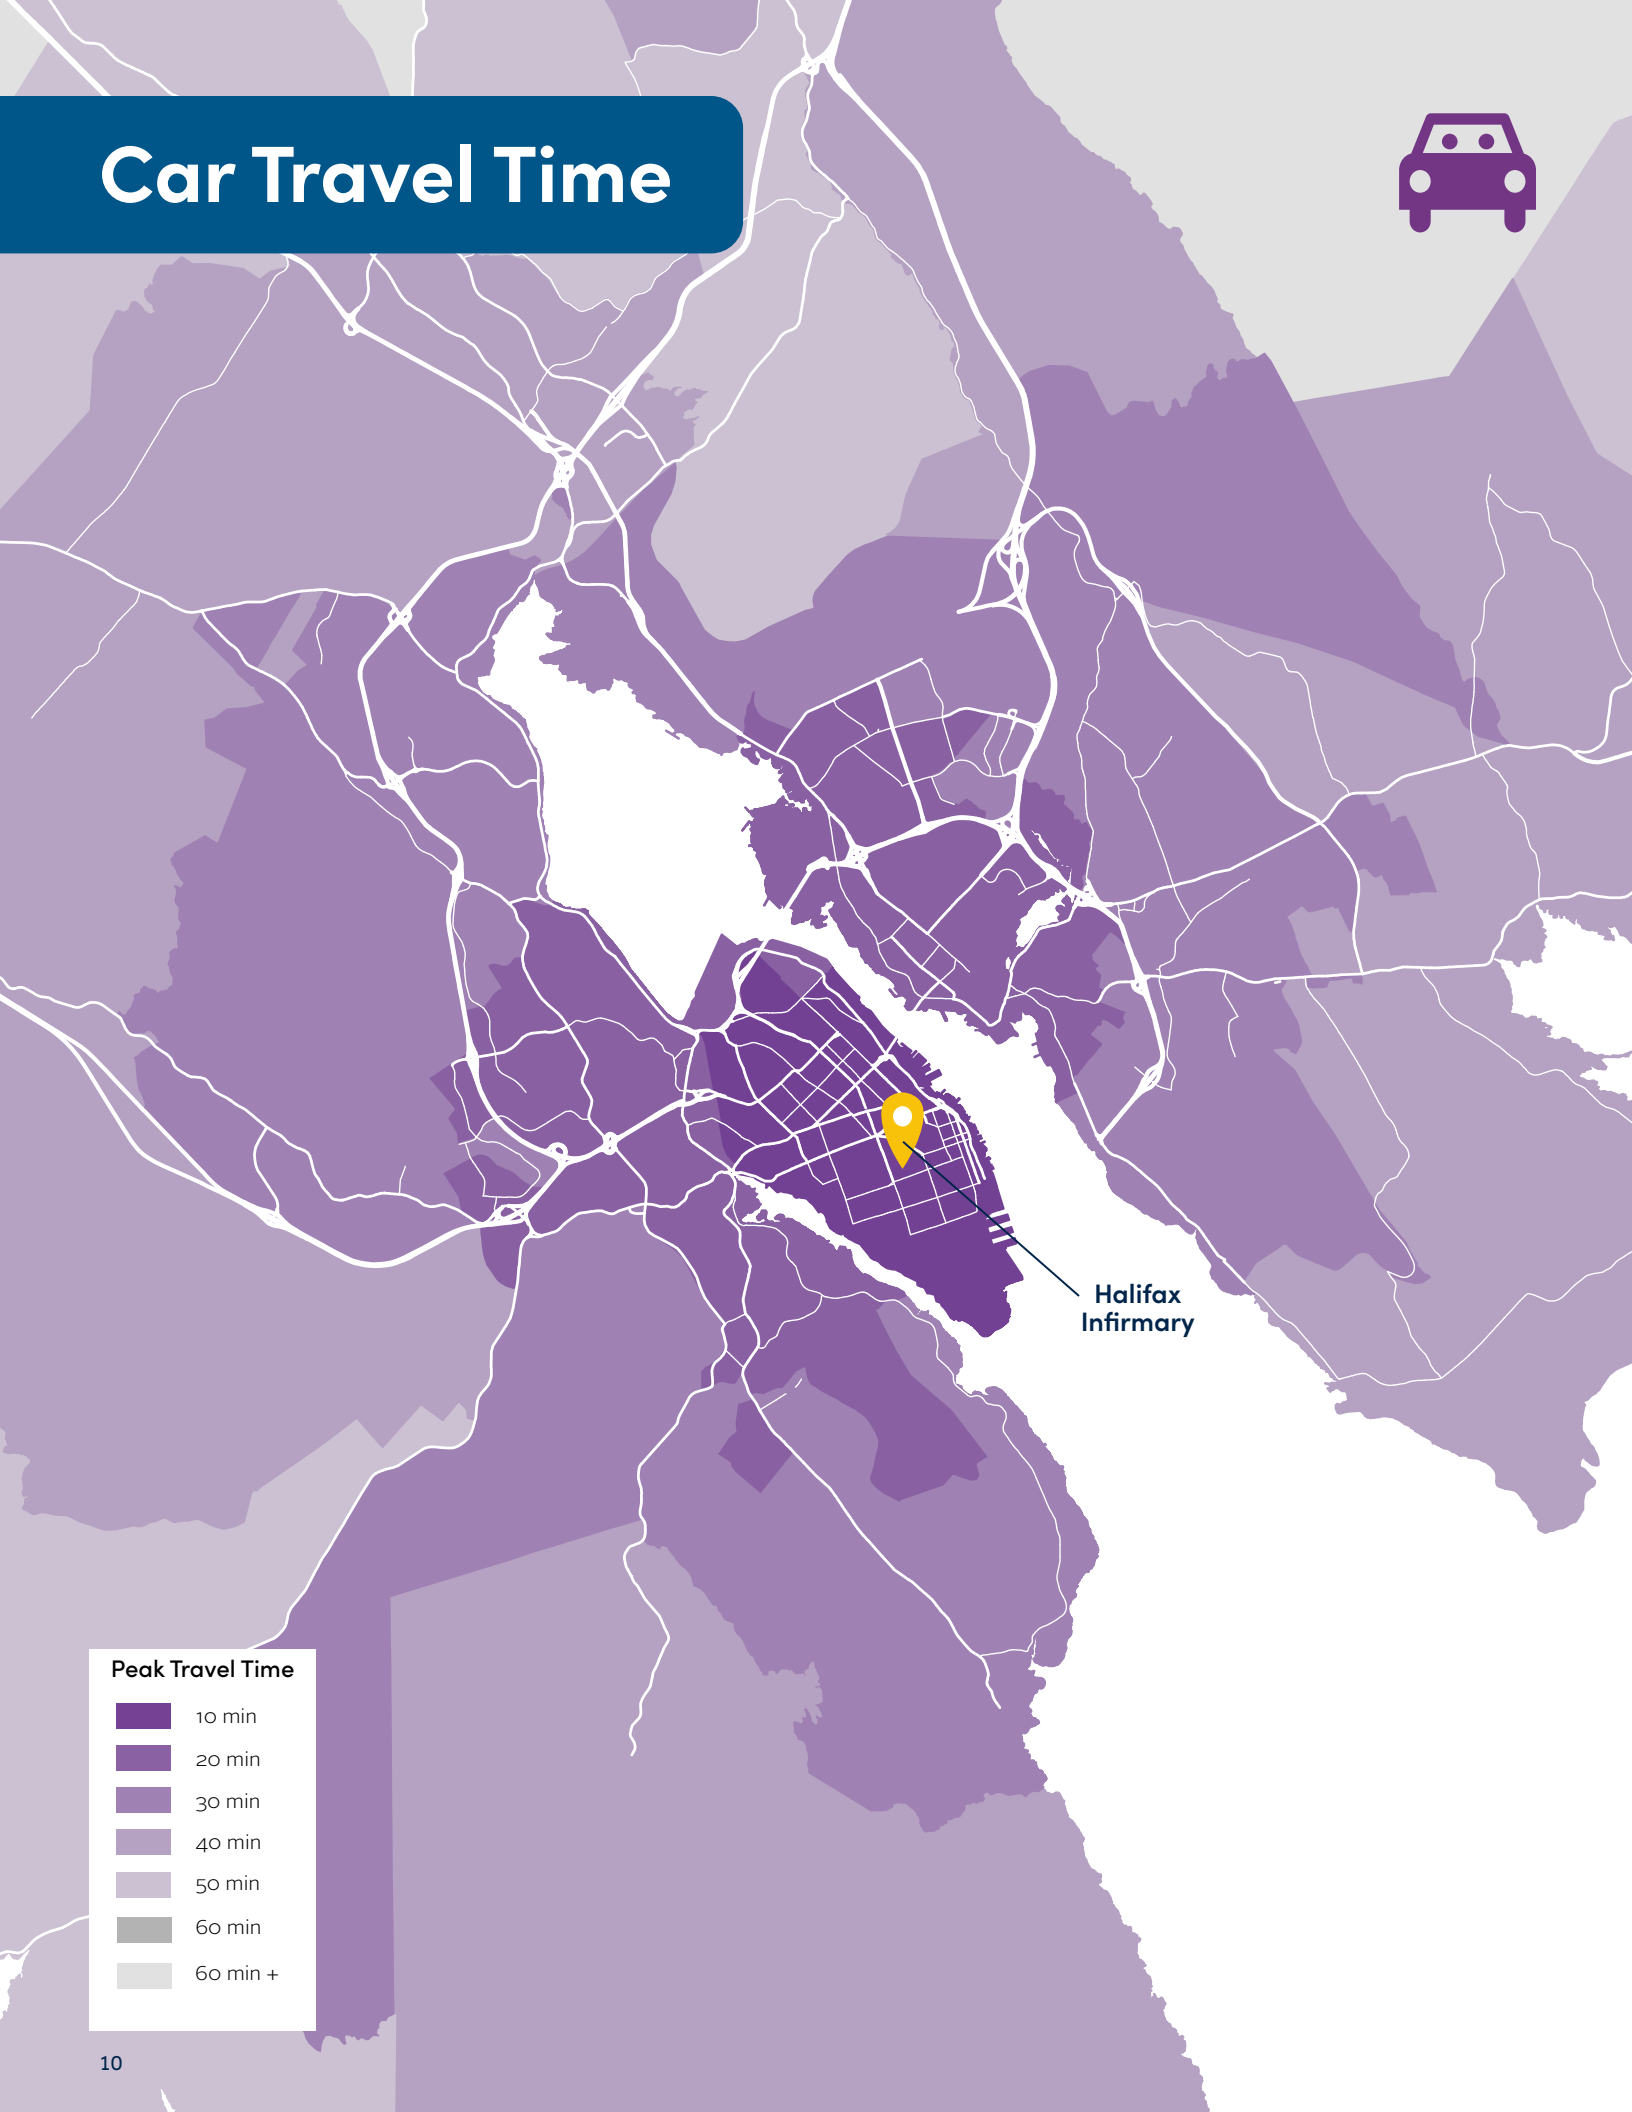 Car Travel Time
Halifax
Infirmary
Peak Travel Time
10 min
20 min
30 min
40 min
50 min
60 min
60 min +
10